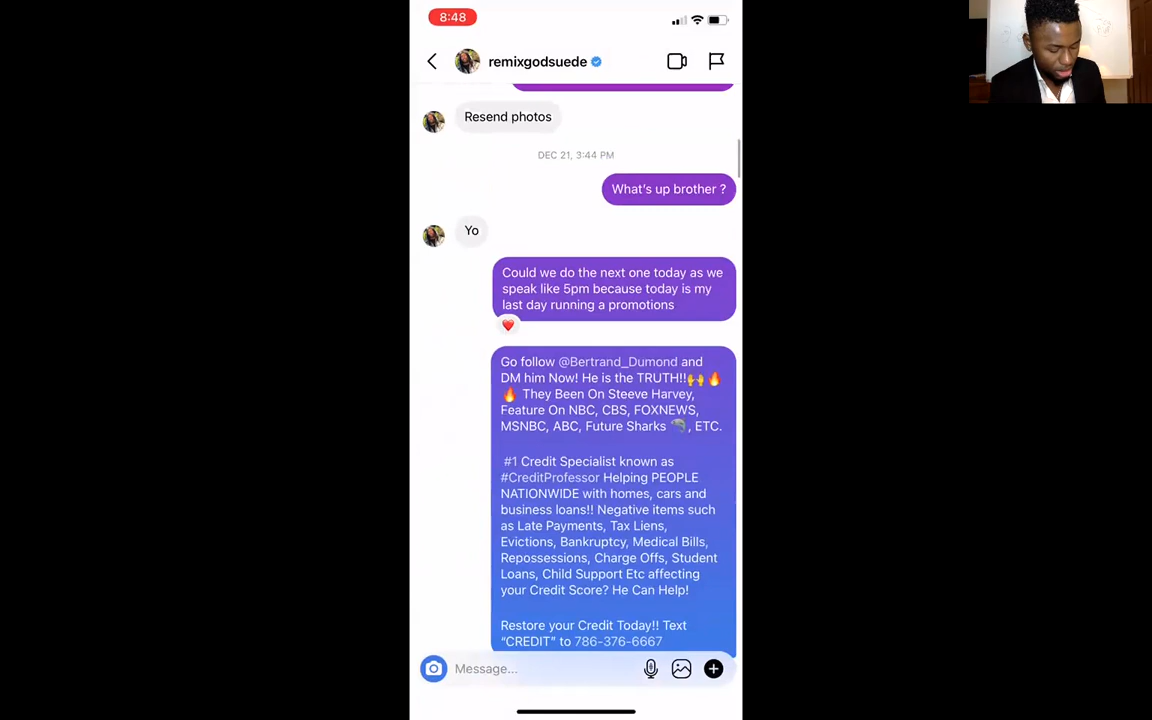 8:48
remixgodsuede
Resend photos
DEC 21, 3:44 PM
What's up brother ?
Yo
Could we do the next one today as we
speak like 5pm because today is my
last day running a promotions
Go follow @Bertrand_Dumond and
DM him Now! He is the TRUTH!!🙌🔥
🔥 They Been On Steeve Harvey,
Feature On NBC, CBS, FOXNEWS,
MSNBC, ABC, Future Sharks 🦈, ETC.
#1 Credit Specialist known as
#CreditProfessor Helping PEOPLE
NATIONWIDE with homes, cars and
business loans!! Negative items such
as Late Payments, Tax Liens,
Evictions, Bankruptcy, Medical Bills,
Repossessions, Charge Offs, Student
Loans, Child Support Etc affecting
your Credit Score? He Can Help!
Restore your Credit Today!! Text
“CREDIT” to 786-376-6667
Message...